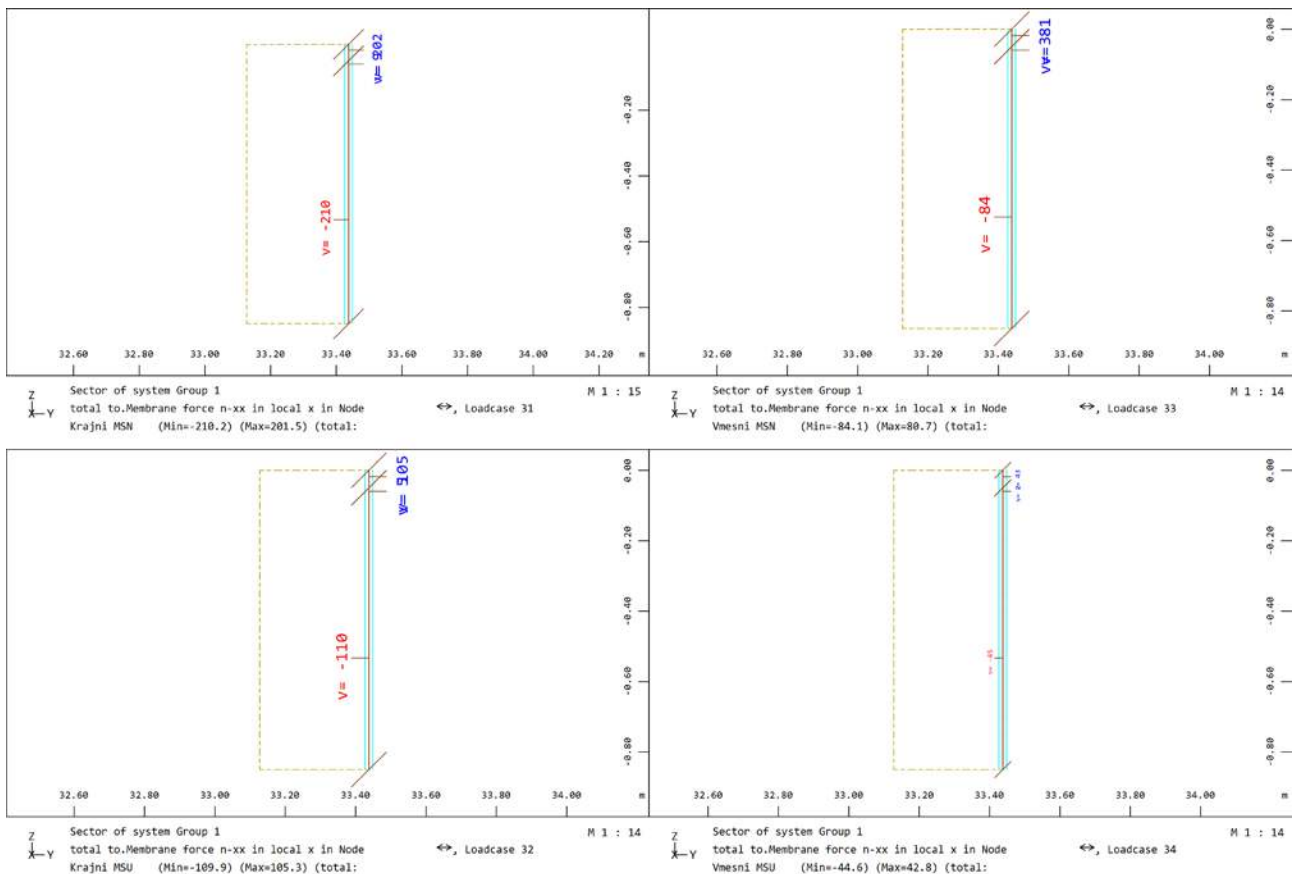 w= 9202
v= -210
-0.20
-0.40
-0.60
-0.80
32.60 32.80 33.00 33.20 33.40 33.60 33.80 34.00 34.20 m
Z
X Y
Sector of system Group 1 M 1 : 15
total to.Membrane force n-xx in local x in Node ↔, Loadcase 31
Krajni MSN (Min=-210.2) (Max=201.5) (total:
v= -84
0.00
-0.20
-0.40
-0.60
-0.80
32.60 32.80 33.00 33.20 33.40 33.60 33.80 34.00 m
Z
X Y
Sector of system Group 1 M 1 : 14
total to.Membrane force n-xx in local x in Node ↔, Loadcase 33
Vmesni MSN (Min=-84.1) (Max=80.7) (total:
v= -110
0.00
-0.20
-0.40
-0.60
-0.80
32.60 32.80 33.00 33.20 33.40 33.60 33.80 34.00 m
Z
X Y
Sector of system Group 1 M 1 : 14
total to.Membrane force n-xx in local x in Node ↔, Loadcase 32
Krajni MSU (Min=-109.9) (Max=105.3) (total:
v= -45
0.00
-0.20
-0.40
-0.60
-0.80
32.60 32.80 33.00 33.20 33.40 33.60 33.80 34.00 m
Z
X Y
Sector of system Group 1 M 1 : 14
total to.Membrane force n-xx in local x in Node ↔, Loadcase 34
Vmesni MSU (Min=-44.6) (Max=42.8) (total: